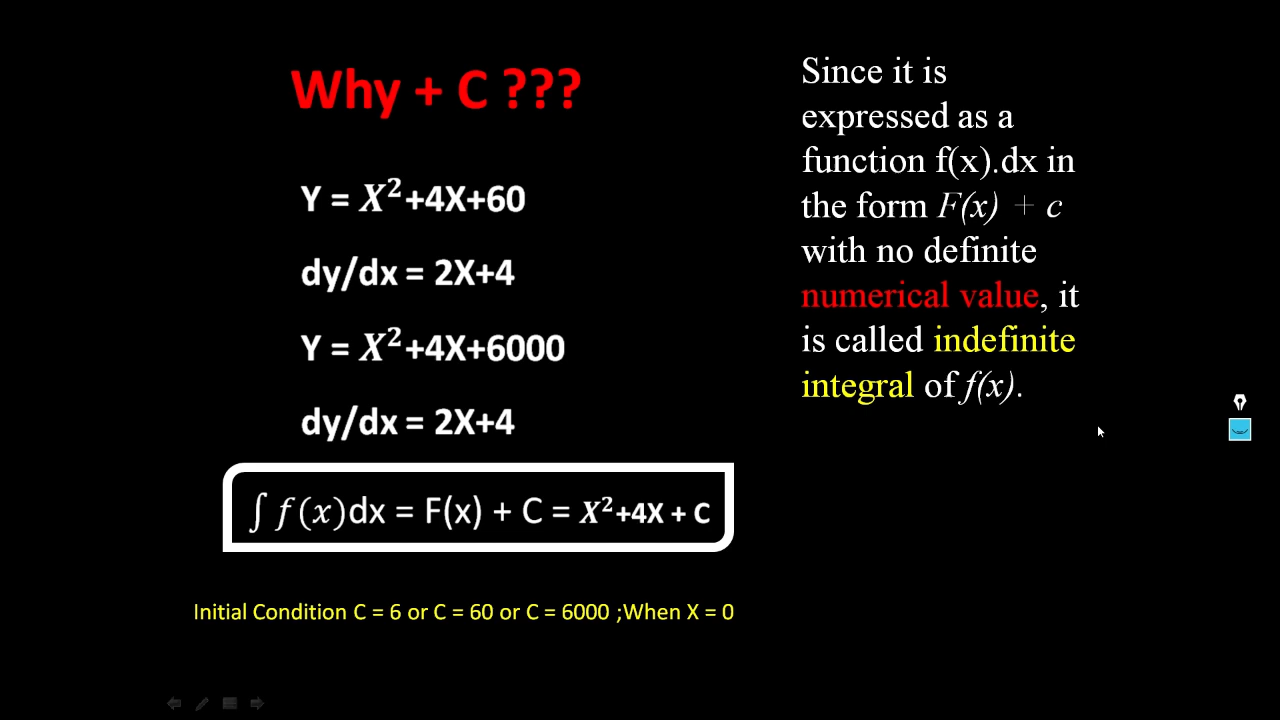 Why + C ???
Y = X²+4X+60
dy/dx = 2X+4
Y = X²+4X+6000
dy/dx = 2X+4
∫ f(x)dx = F(x) + C = X²+4X + C
Initial Condition C = 6 or C = 60 or C = 6000 ;When X = 0
Since it is
expressed as a
function f(x).dx in
the form F(x) + c
with no definite
numerical value, it
is called indefinite
integral of f(x).